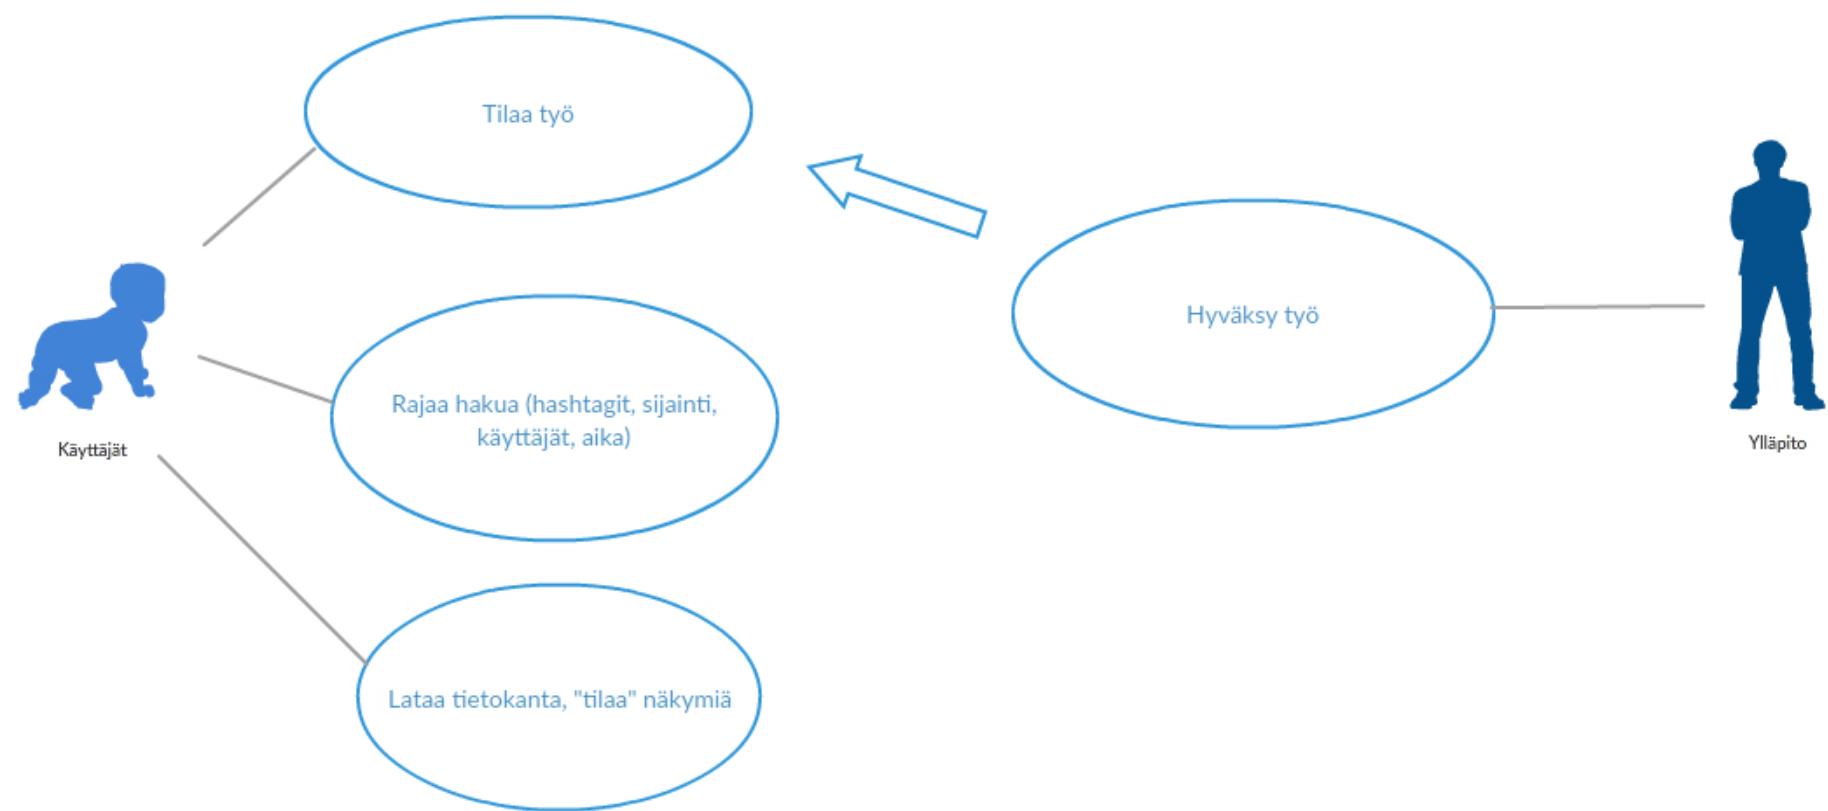 Tilaa työ
Rajaa hakua (hashtagit, sijainti,
käyttäjät, aika)
Lataa tietokanta, "tilaa" näkymiä
Käyttäjät
Hyväksy työ
Ylläpito